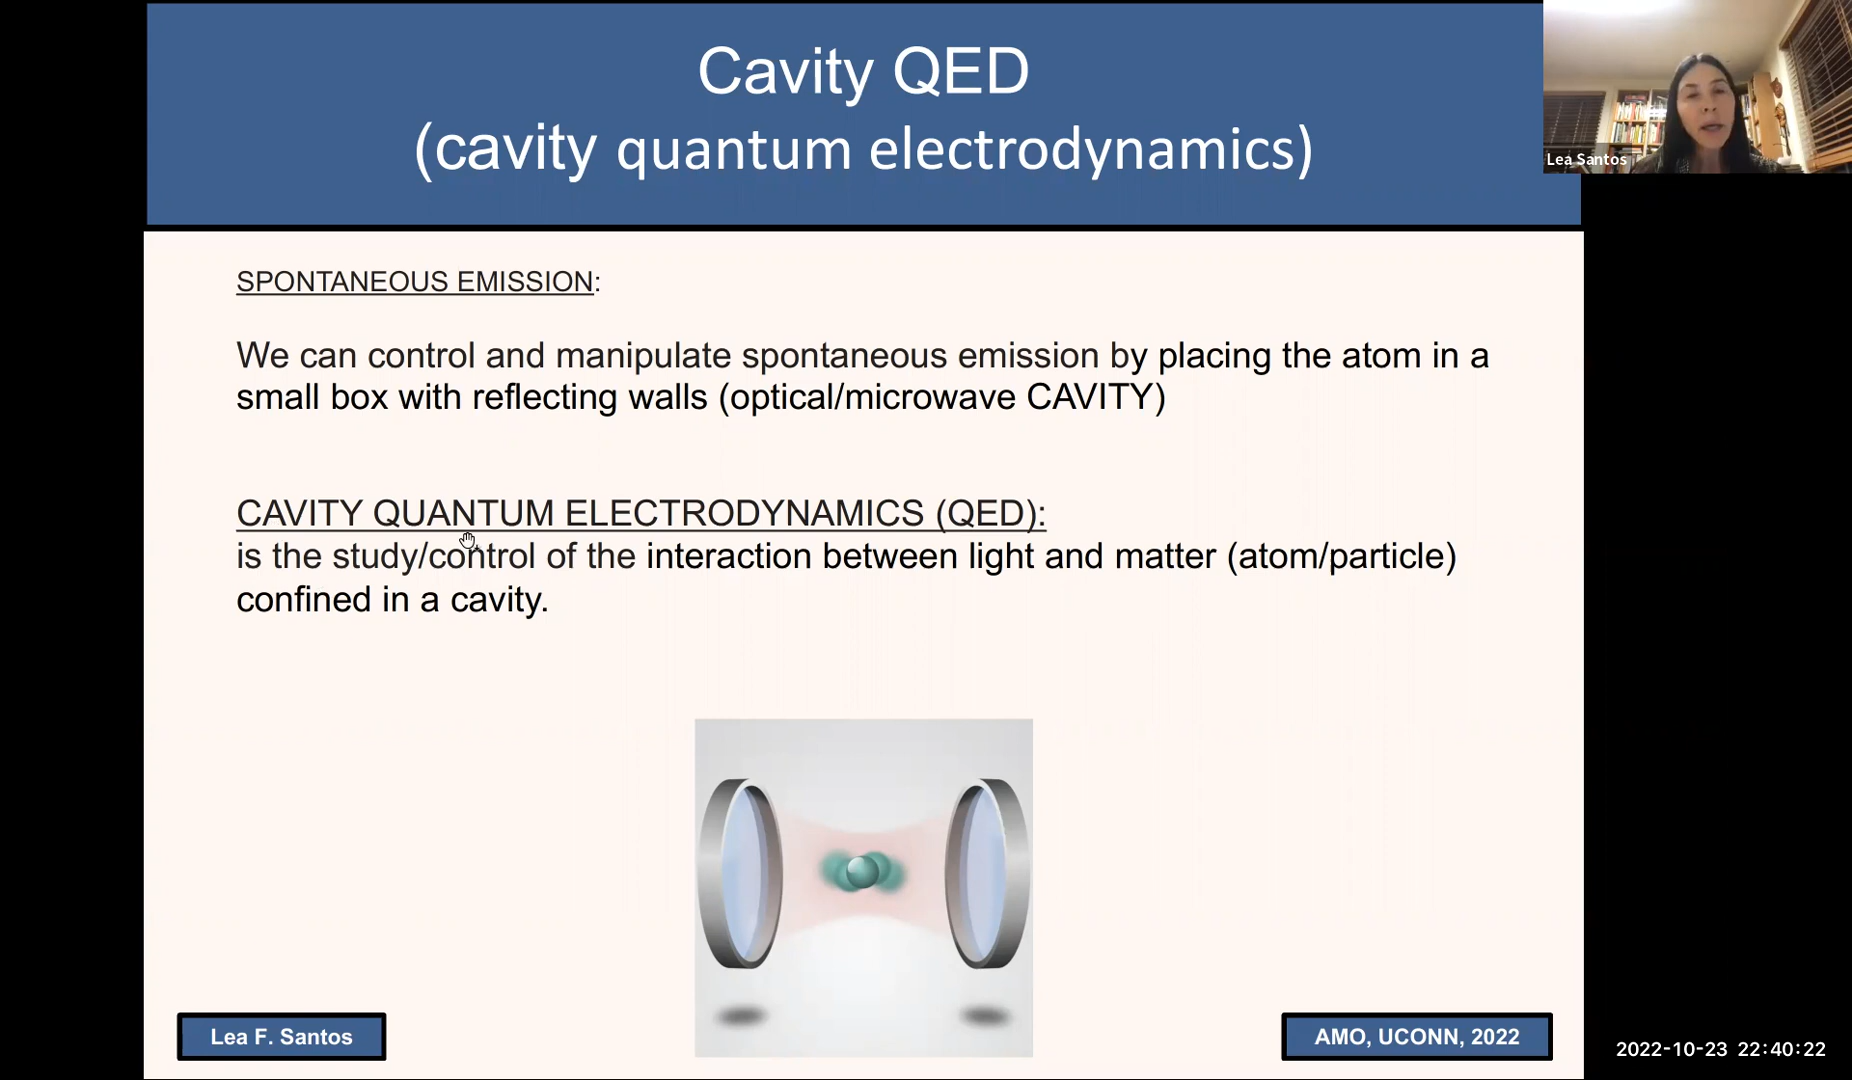 Cavity QED
(cavity quantum electrodynamics)
Lea Santos
SPONTANEOUS EMISSION:
We can control and manipulate spontaneous emission by placing the atom in a
small box with reflecting walls (optical/microwave CAVITY)
CAVITY QUANTUM ELECTRODYNAMICS (QED):
is the study/control of the interaction between light and matter (atom/particle)
confined in a cavity.
Lea F. Santos
AMO, UCONN, 2022
2022-10-23 22:40:22